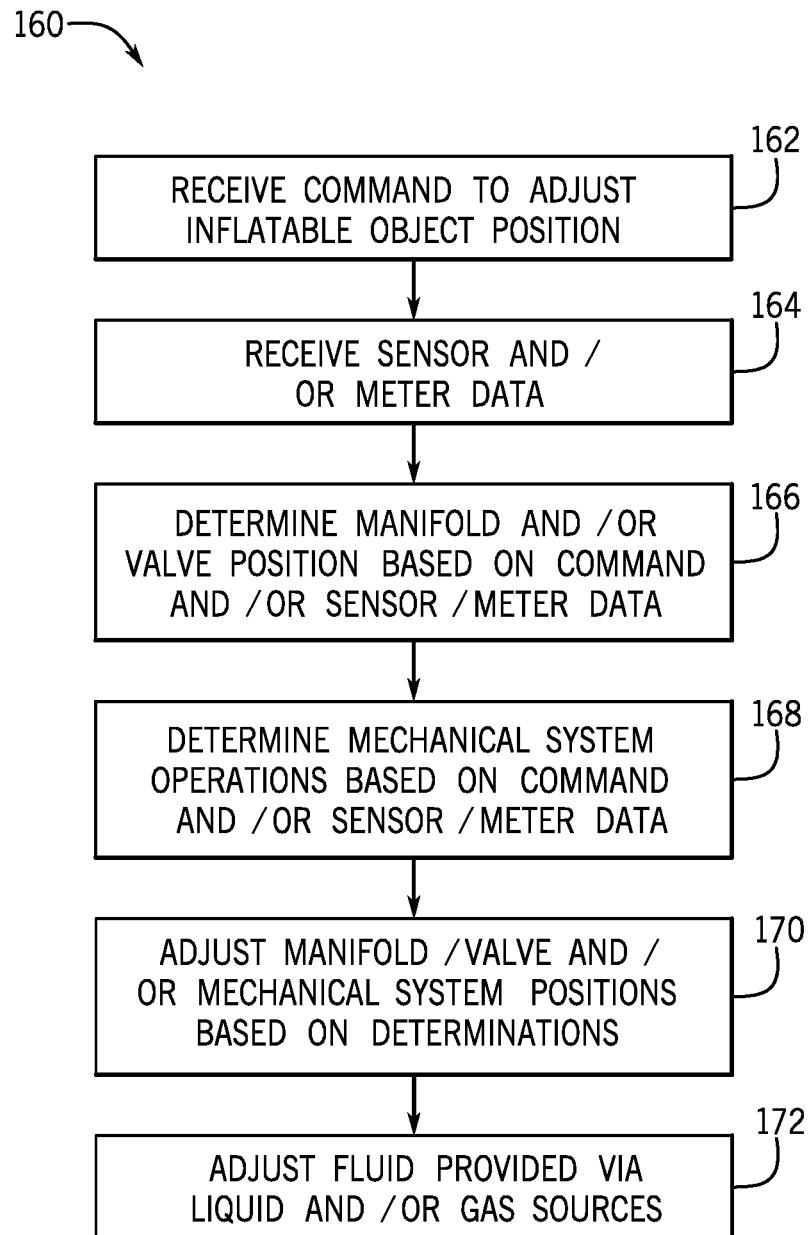 160
162
RECEIVE COMMAND TO ADJUST
INFLATABLE OBJECT POSITION
164
RECEIVE SENSOR AND /
OR METER DATA
166
DETERMINE MANIFOLD AND /OR
VALVE POSITION BASED ON COMMAND
AND /OR SENSOR /METER DATA
168
DETERMINE MECHANICAL SYSTEM
OPERATIONS BASED ON COMMAND
AND /OR SENSOR /METER DATA
170
ADJUST MANIFOLD /VALVE AND /
OR MECHANICAL SYSTEM POSITIONS
BASED ON DETERMINATIONS
172
ADJUST FLUID PROVIDED VIA
LIQUID AND /OR GAS SOURCES